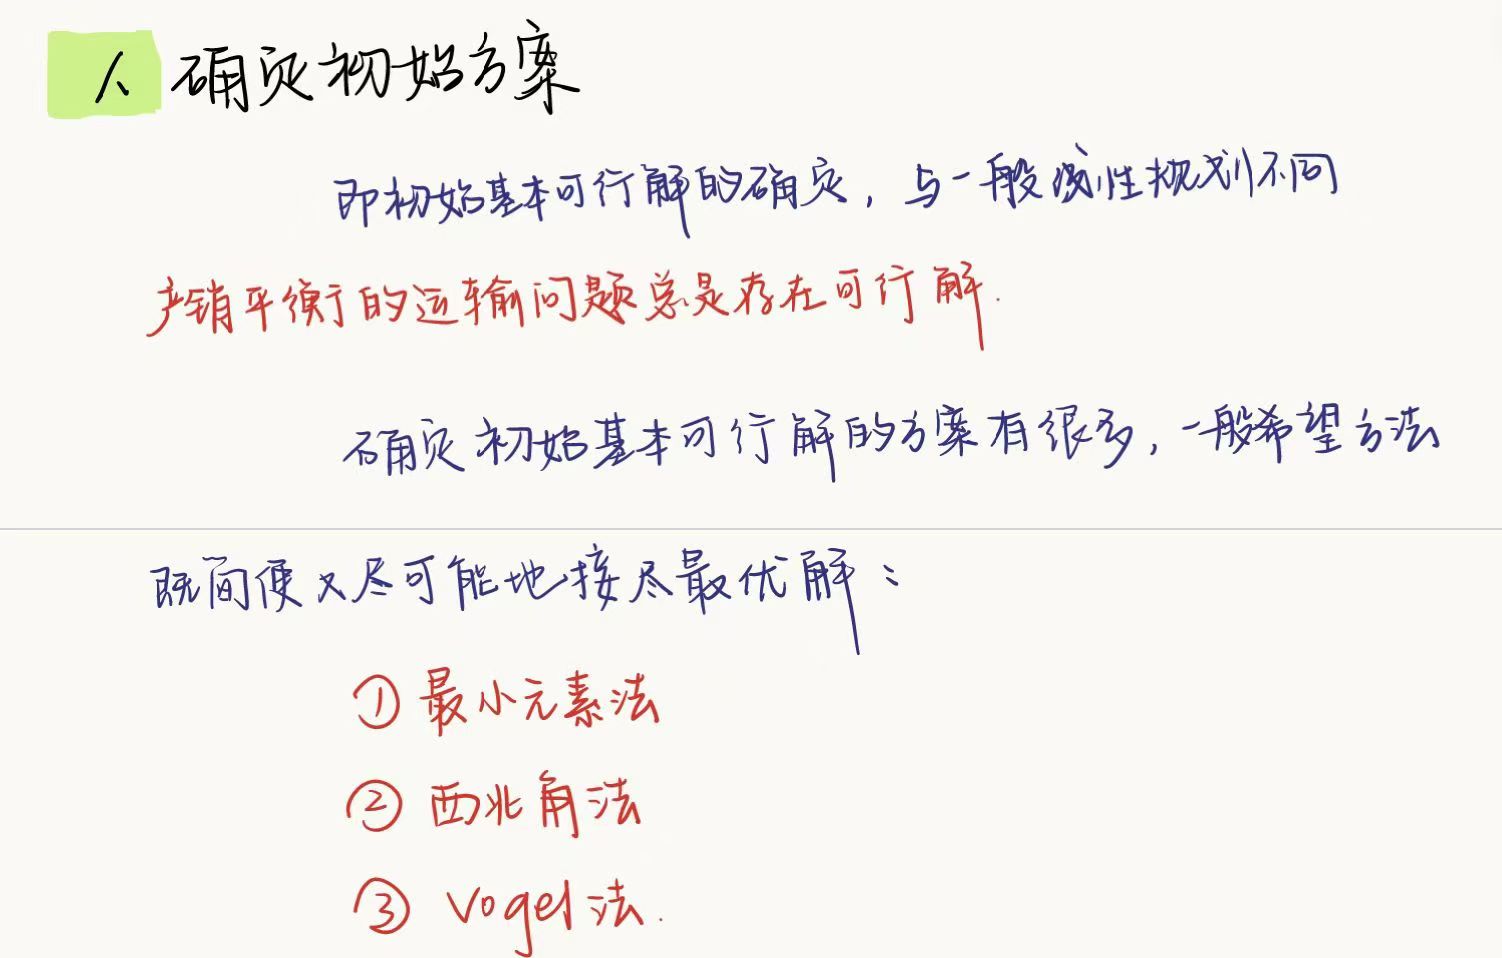 1、确定初始方案
即初始基本可行解的确定，与一般线性规划不同
产销平衡的运输问题总是存在可行解.
确定初始基本可行解的方案有很多，一般希望方法
既简便又尽可能地接尽最优解：
① 最小元素法
② 西北角法
③ Vogel法.